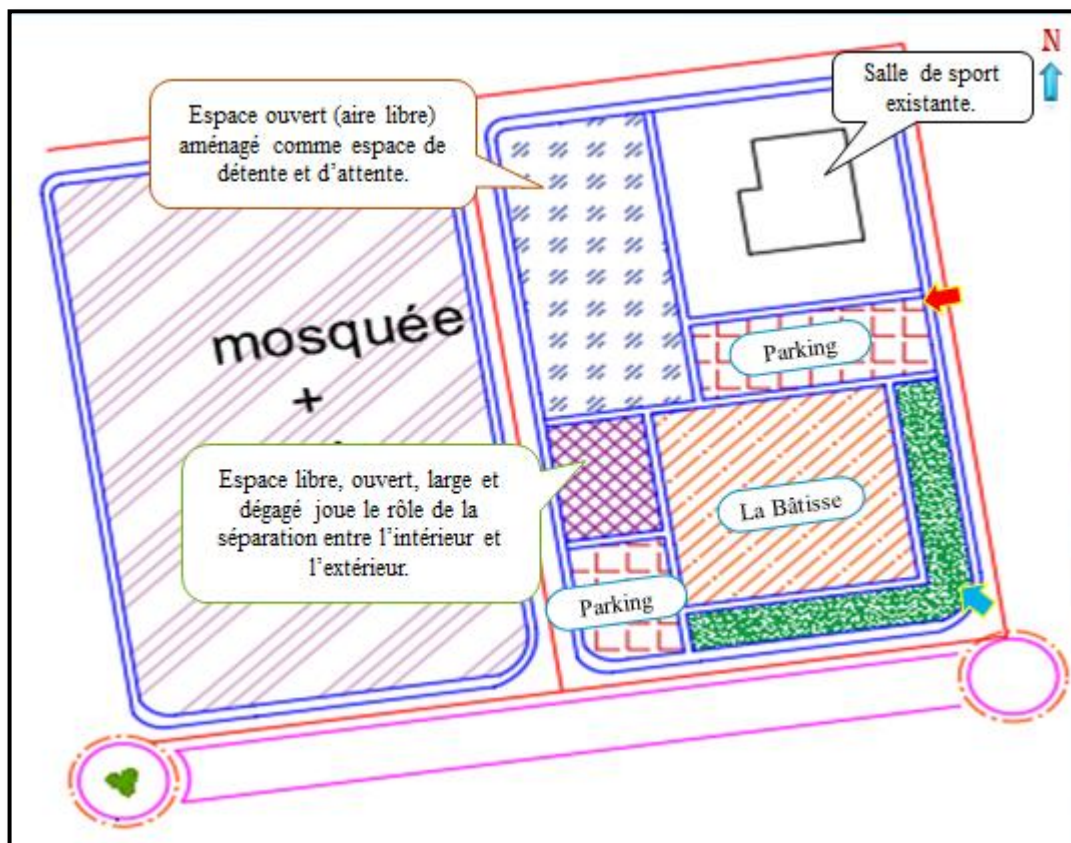 N
Salle de sport
existante.
Espace ouvert (aire libre)
aménagé comme espace de
détente et d’attente.
mosquée
+
Parking
Espace libre, ouvert, large et
dégagé joue le rôle de la
séparation entre l’intérieur et
l’extérieur.
La Bâtisse
Parking